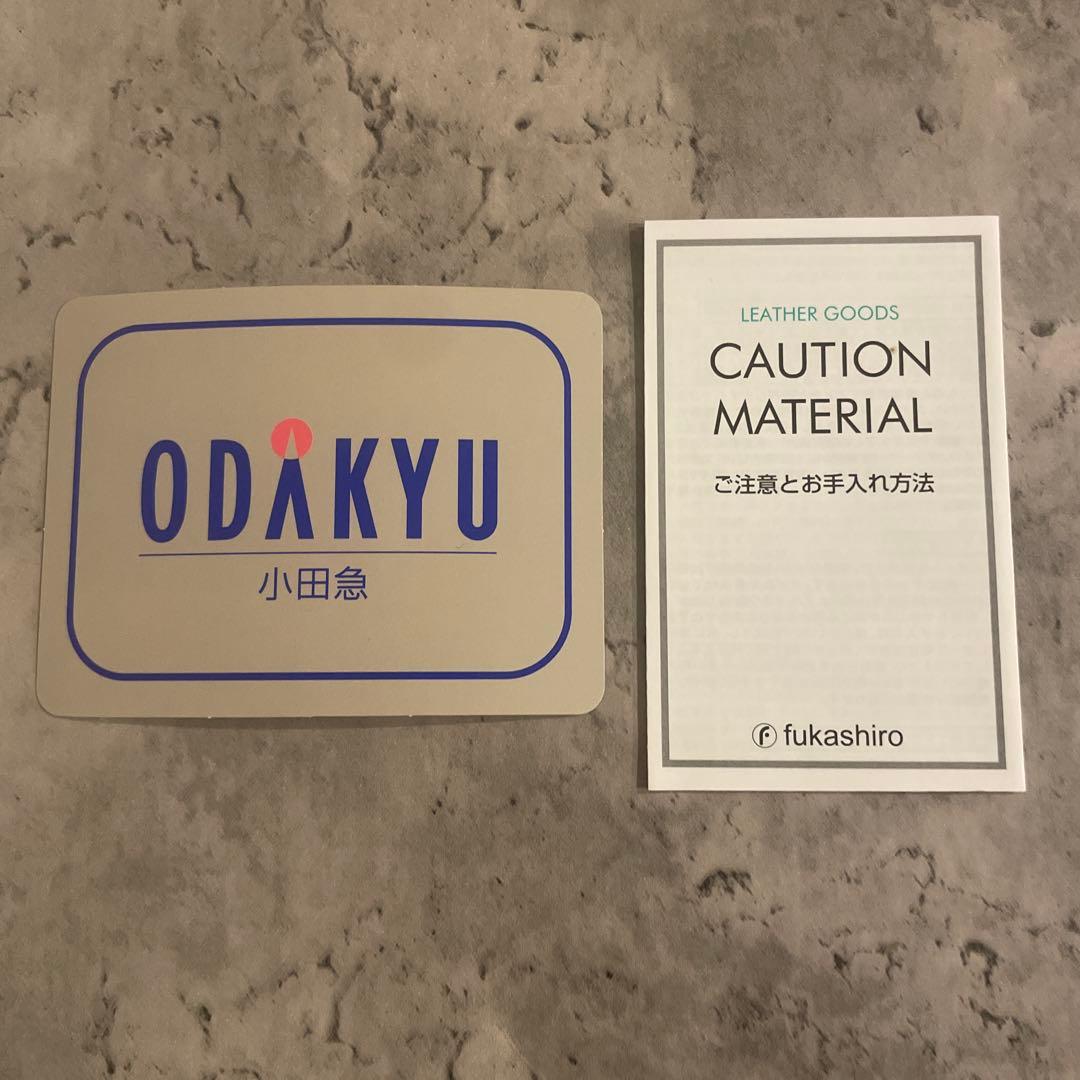 ODAKYU
小田急
LEATHER GOODS
CAUTION
MATERIAL
ご注意とお手入れ方法
f fukashiro